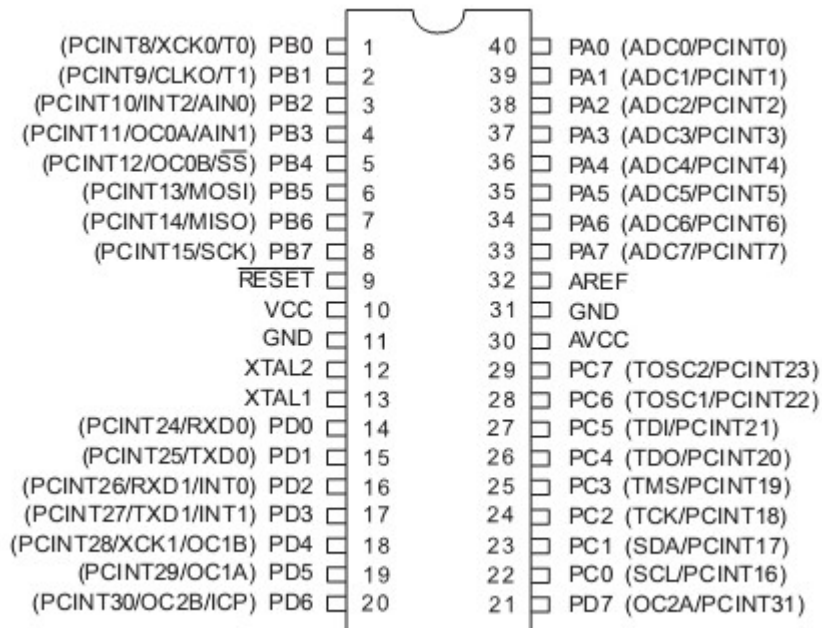 (PCINT8/XCK0/T0) PB0 1 40 PA0 (ADC0/PCINT0)
(PCINT9/CLKO/T1) PB1 2 39 PA1 (ADC1/PCINT1)
(PCINT10/INT2/AIN0) PB2 3 38 PA2 (ADC2/PCINT2)
(PCINT11/OC0A/AIN1) PB3 4 37 PA3 (ADC3/PCINT3)
(PCINT12/OC0B/S̅S̅) PB4 5 36 PA4 (ADC4/PCINT4)
(PCINT13/MOSI) PB5 6 35 PA5 (ADC5/PCINT5)
(PCINT14/MISO) PB6 7 34 PA6 (ADC6/PCINT6)
(PCINT15/SCK) PB7 8 33 PA7 (ADC7/PCINT7)
R̅E̅S̅E̅T̅ 9 32 AREF
VCC 10 31 GND
GND 11 30 AVCC
XTAL2 12 29 PC7 (TOSC2/PCINT23)
XTAL1 13 28 PC6 (TOSC1/PCINT22)
(PCINT24/RXD0) PD0 14 27 PC5 (TDI/PCINT21)
(PCINT25/TXD0) PD1 15 26 PC4 (TDO/PCINT20)
(PCINT26/RXD1/INT0) PD2 16 25 PC3 (TMS/PCINT19)
(PCINT27/TXD1/INT1) PD3 17 24 PC2 (TCK/PCINT18)
(PCINT28/XCK1/OC1B) PD4 18 23 PC1 (SDA/PCINT17)
(PCINT29/OC1A) PD5 19 22 PC0 (SCL/PCINT16)
(PCINT30/OC2B/ICP) PD6 20 21 PD7 (OC2A/PCINT31)